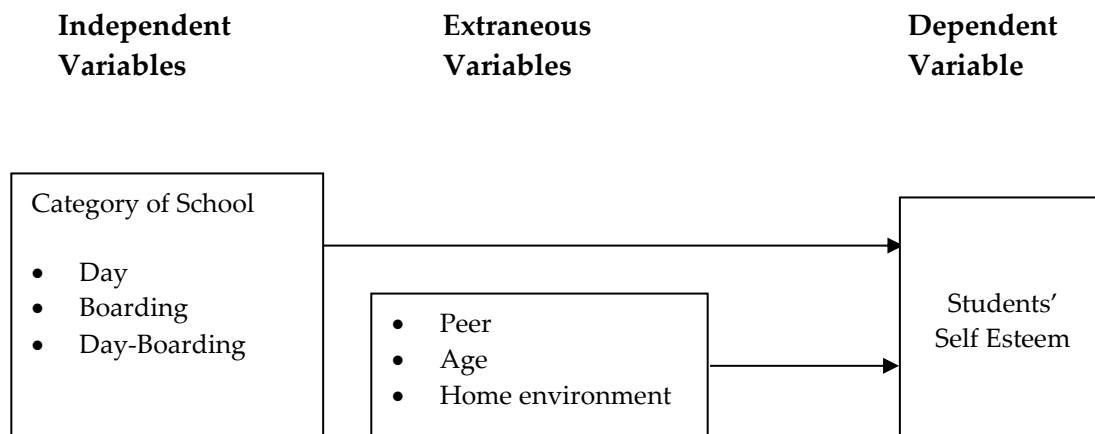 Independent
Variables
Extraneous
Variables
Dependent
Variable
Category of School
• Day
• Boarding
• Day-Boarding
• Peer
• Age
• Home environment
Students’
Self Esteem